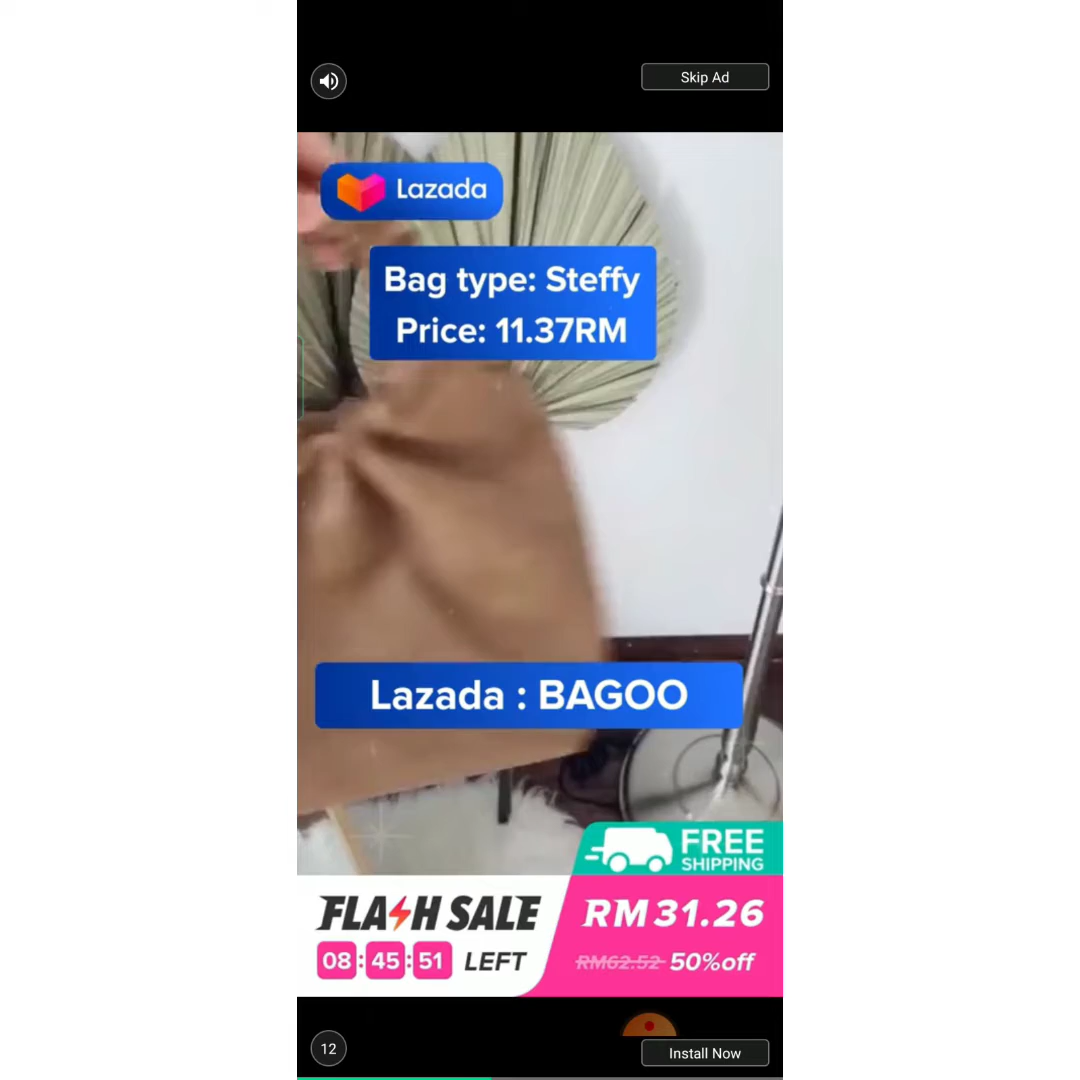 Skip Ad
Lazada
Bag type: Steffy
Price: 11.37RM
Lazada : BAGOO
FREE
SHIPPING
FLASH SALE
RM 31.26
08:45:51 LEFT
RM62.52 50%off
12
Install Now